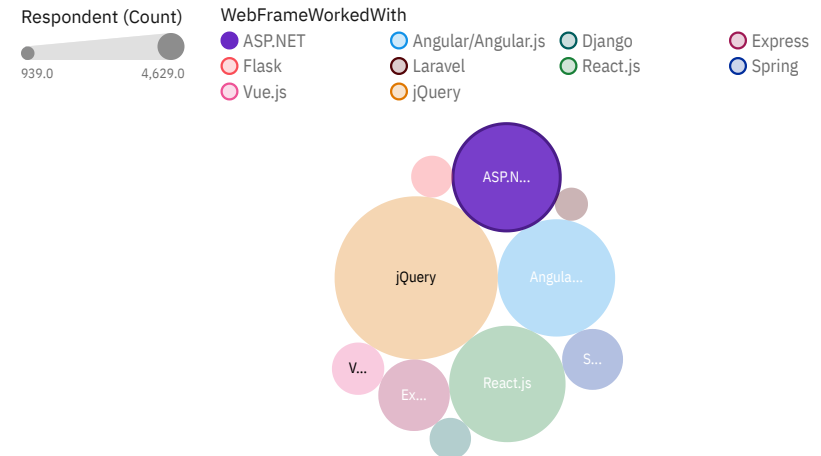 Respondent (Count)
939.0 4,629.0
WebFrameWorkedWith
ASP.NET Angular/Angular.js Django Express
Flask Laravel React.js Spring
Vue.js jQuery
ASP.N...
jQuery Angula...
S...
V...
React.js
Ex...